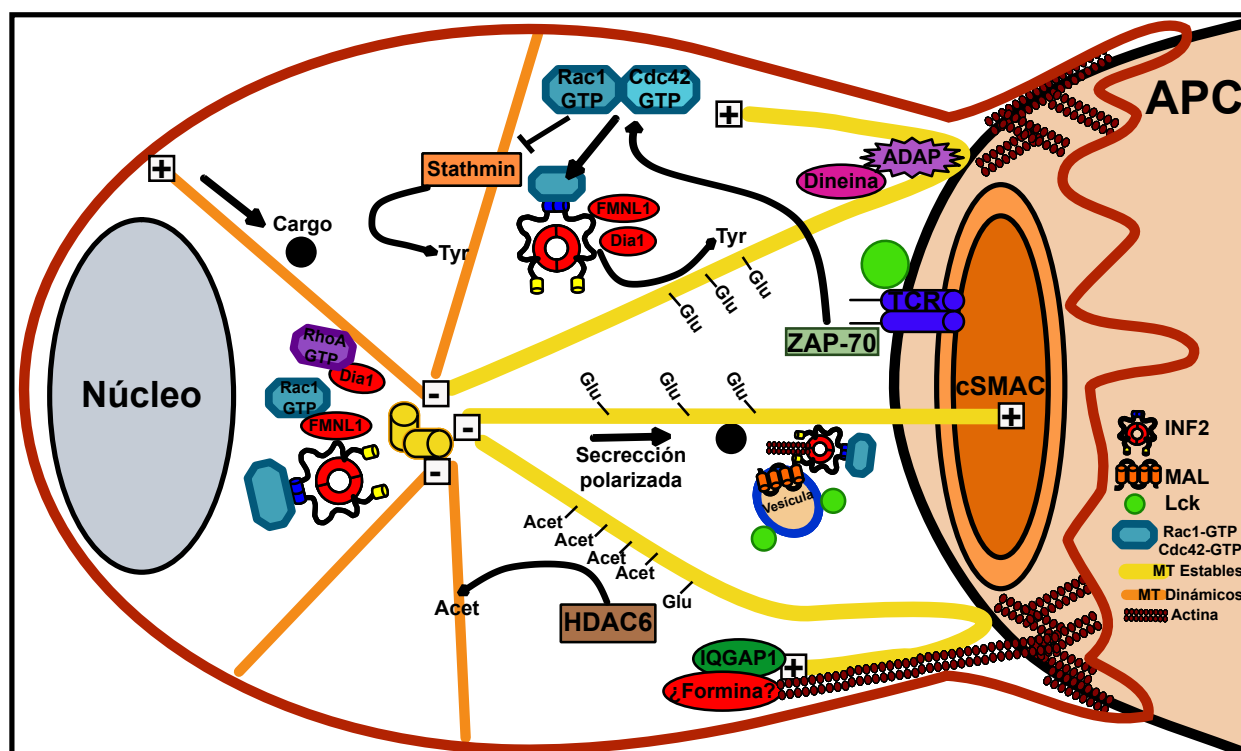 Rac1
GTP
Cdc42
GTP
APC
+
+
Stathmin
ADAP
Dineina
Cargo
FMNL1
Dia1
Tyr
Tyr
Glu
Glu
Glu
TCR
ZAP-70
RhoA
GTP
Dia1
Rac1
GTP
FMNL1
Núcleo
-
-
-
Glu
Glu
Glu
cSMAC
+
Secrección
polarizada
Vesicula
INF2
MAL
Lck
Rac1-GTP
Cdc42-GTP
MT Estables
MT Dinámicos
Actina
Acet
Acet
Acet
Acet
Glu
Acet
HDAC6
IQGAP1
+
¿Formina?